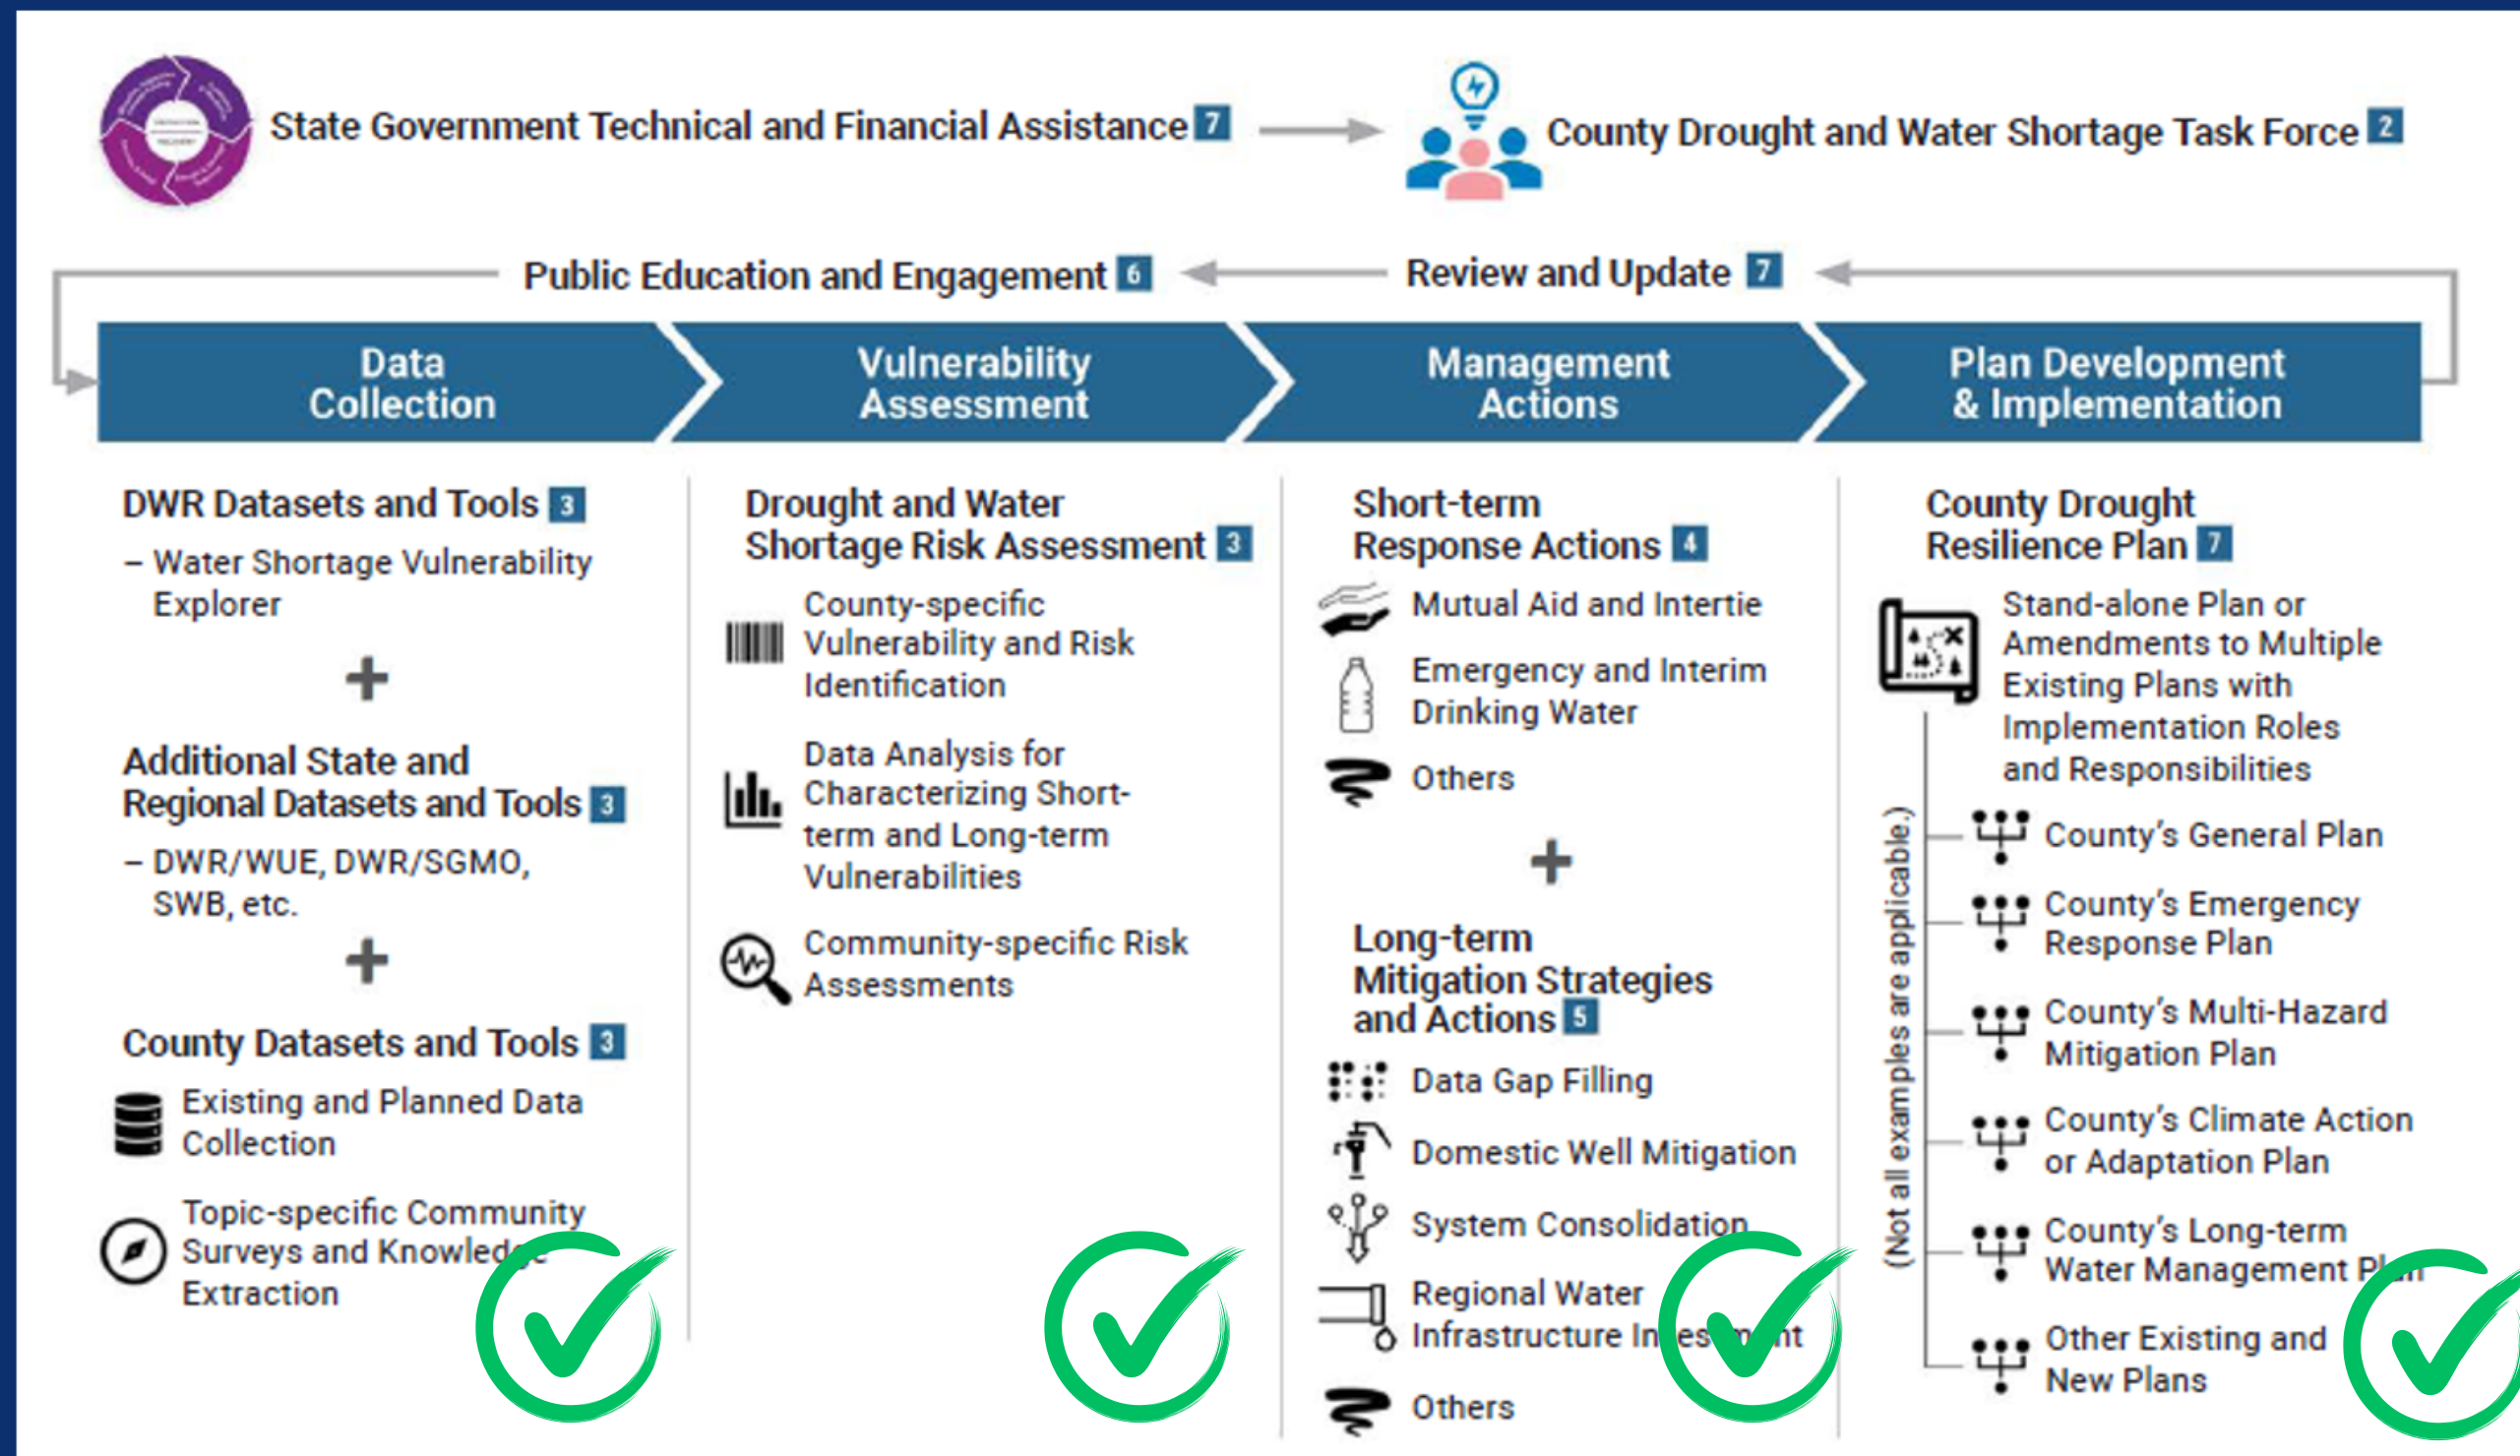 State Government Technical and Financial Assistance 7
County Drought and Water Shortage Task Force 2
Public Education and Engagement 6
Review and Update 7
Data
Collection
Vulnerability
Assessment
Management
Actions
Plan Development
& Implementation
DWR Datasets and Tools 3
– Water Shortage Vulnerability
Explorer
+
Additional State and
Regional Datasets and Tools 3
– DWR/WUE, DWR/SGMO,
SWB, etc.
+
County Datasets and Tools 3
Existing and Planned Data
Collection
Topic-specific Community
Surveys and Knowledge
Extraction
Drought and Water
Shortage Risk Assessment 3
County-specific
Vulnerability and Risk
Identification
Data Analysis for
Characterizing Short-
term and Long-term
Vulnerabilities
Community-specific Risk
Assessments
Short-term
Response Actions 4
Mutual Aid and Intertie
Emergency and Interim
Drinking Water
Others
+
Long-term
Mitigation Strategies
and Actions 5
Data Gap Filling
Domestic Well Mitigation
System Consolidation
Regional Water
Infrastructure Investment
Others
County Drought
Resilience Plan 7
Stand-alone Plan or
Amendments to Multiple
Existing Plans with
Implementation Roles
and Responsibilities
(Not all examples are applicable.)
County's General Plan
County's Emergency
Response Plan
County's Multi-Hazard
Mitigation Plan
County's Climate Action
or Adaptation Plan
County's Long-term
Water Management Plan
Other Existing and
New Plans